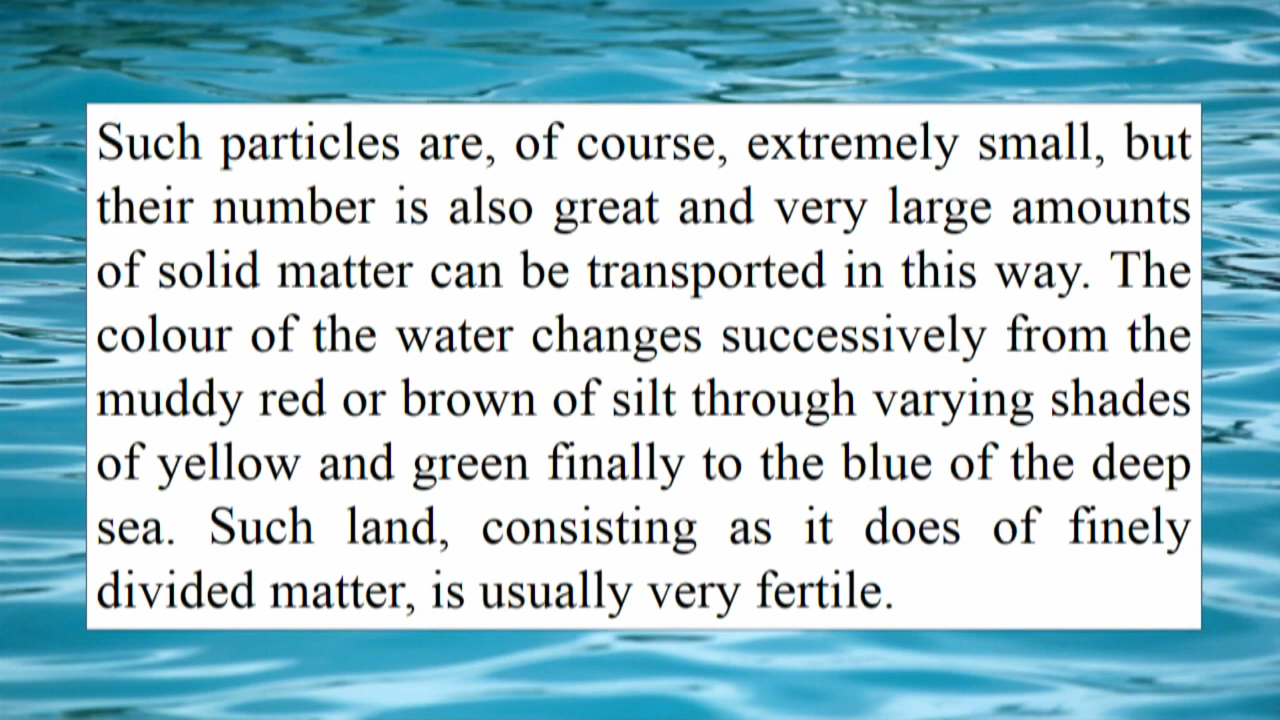 Such particles are, of course, extremely small, but
their number is also great and very large amounts
of solid matter can be transported in this way. The
colour of the water changes successively from the
muddy red or brown of silt through varying shades
of yellow and green finally to the blue of the deep
sea. Such land, consisting as it does of finely
divided matter, is usually very fertile.